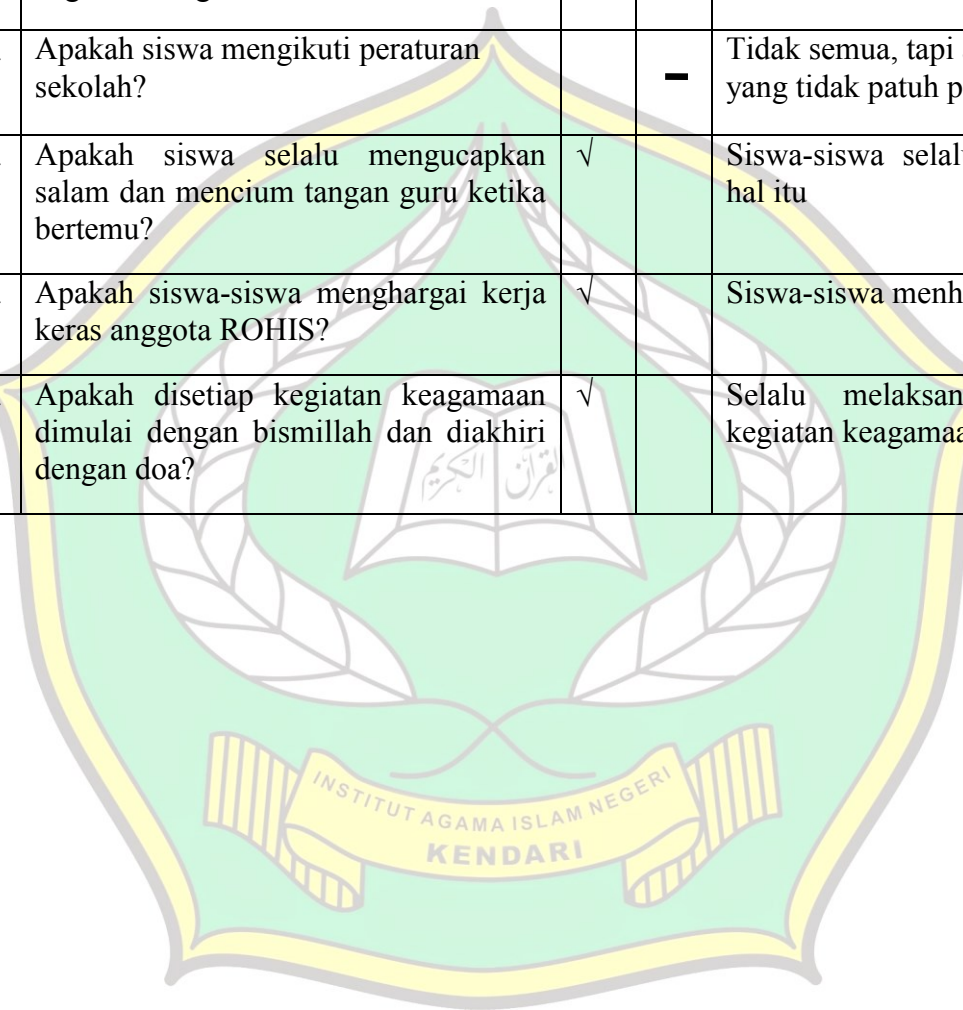 Apakah siswa mengikuti peraturan
sekolah?
-
Tidak semua, tapi
yang tidak patuh p
Apakah siswa selalu mengucapkan
salam dan mencium tangan guru ketika
bertemu?
√
Siswa-siswa selal
hal itu
Apakah siswa-siswa menghargai kerja
keras anggota ROHIS?
√
Siswa-siswa menh
Apakah disetiap kegiatan keagamaan
dimulai dengan bismillah dan diakhiri
dengan doa?
√
Selalu melaksan
kegiatan keagamaa
القرآن الكريم
INSTITUT AGAMA ISLAM NEGERI
KENDARI